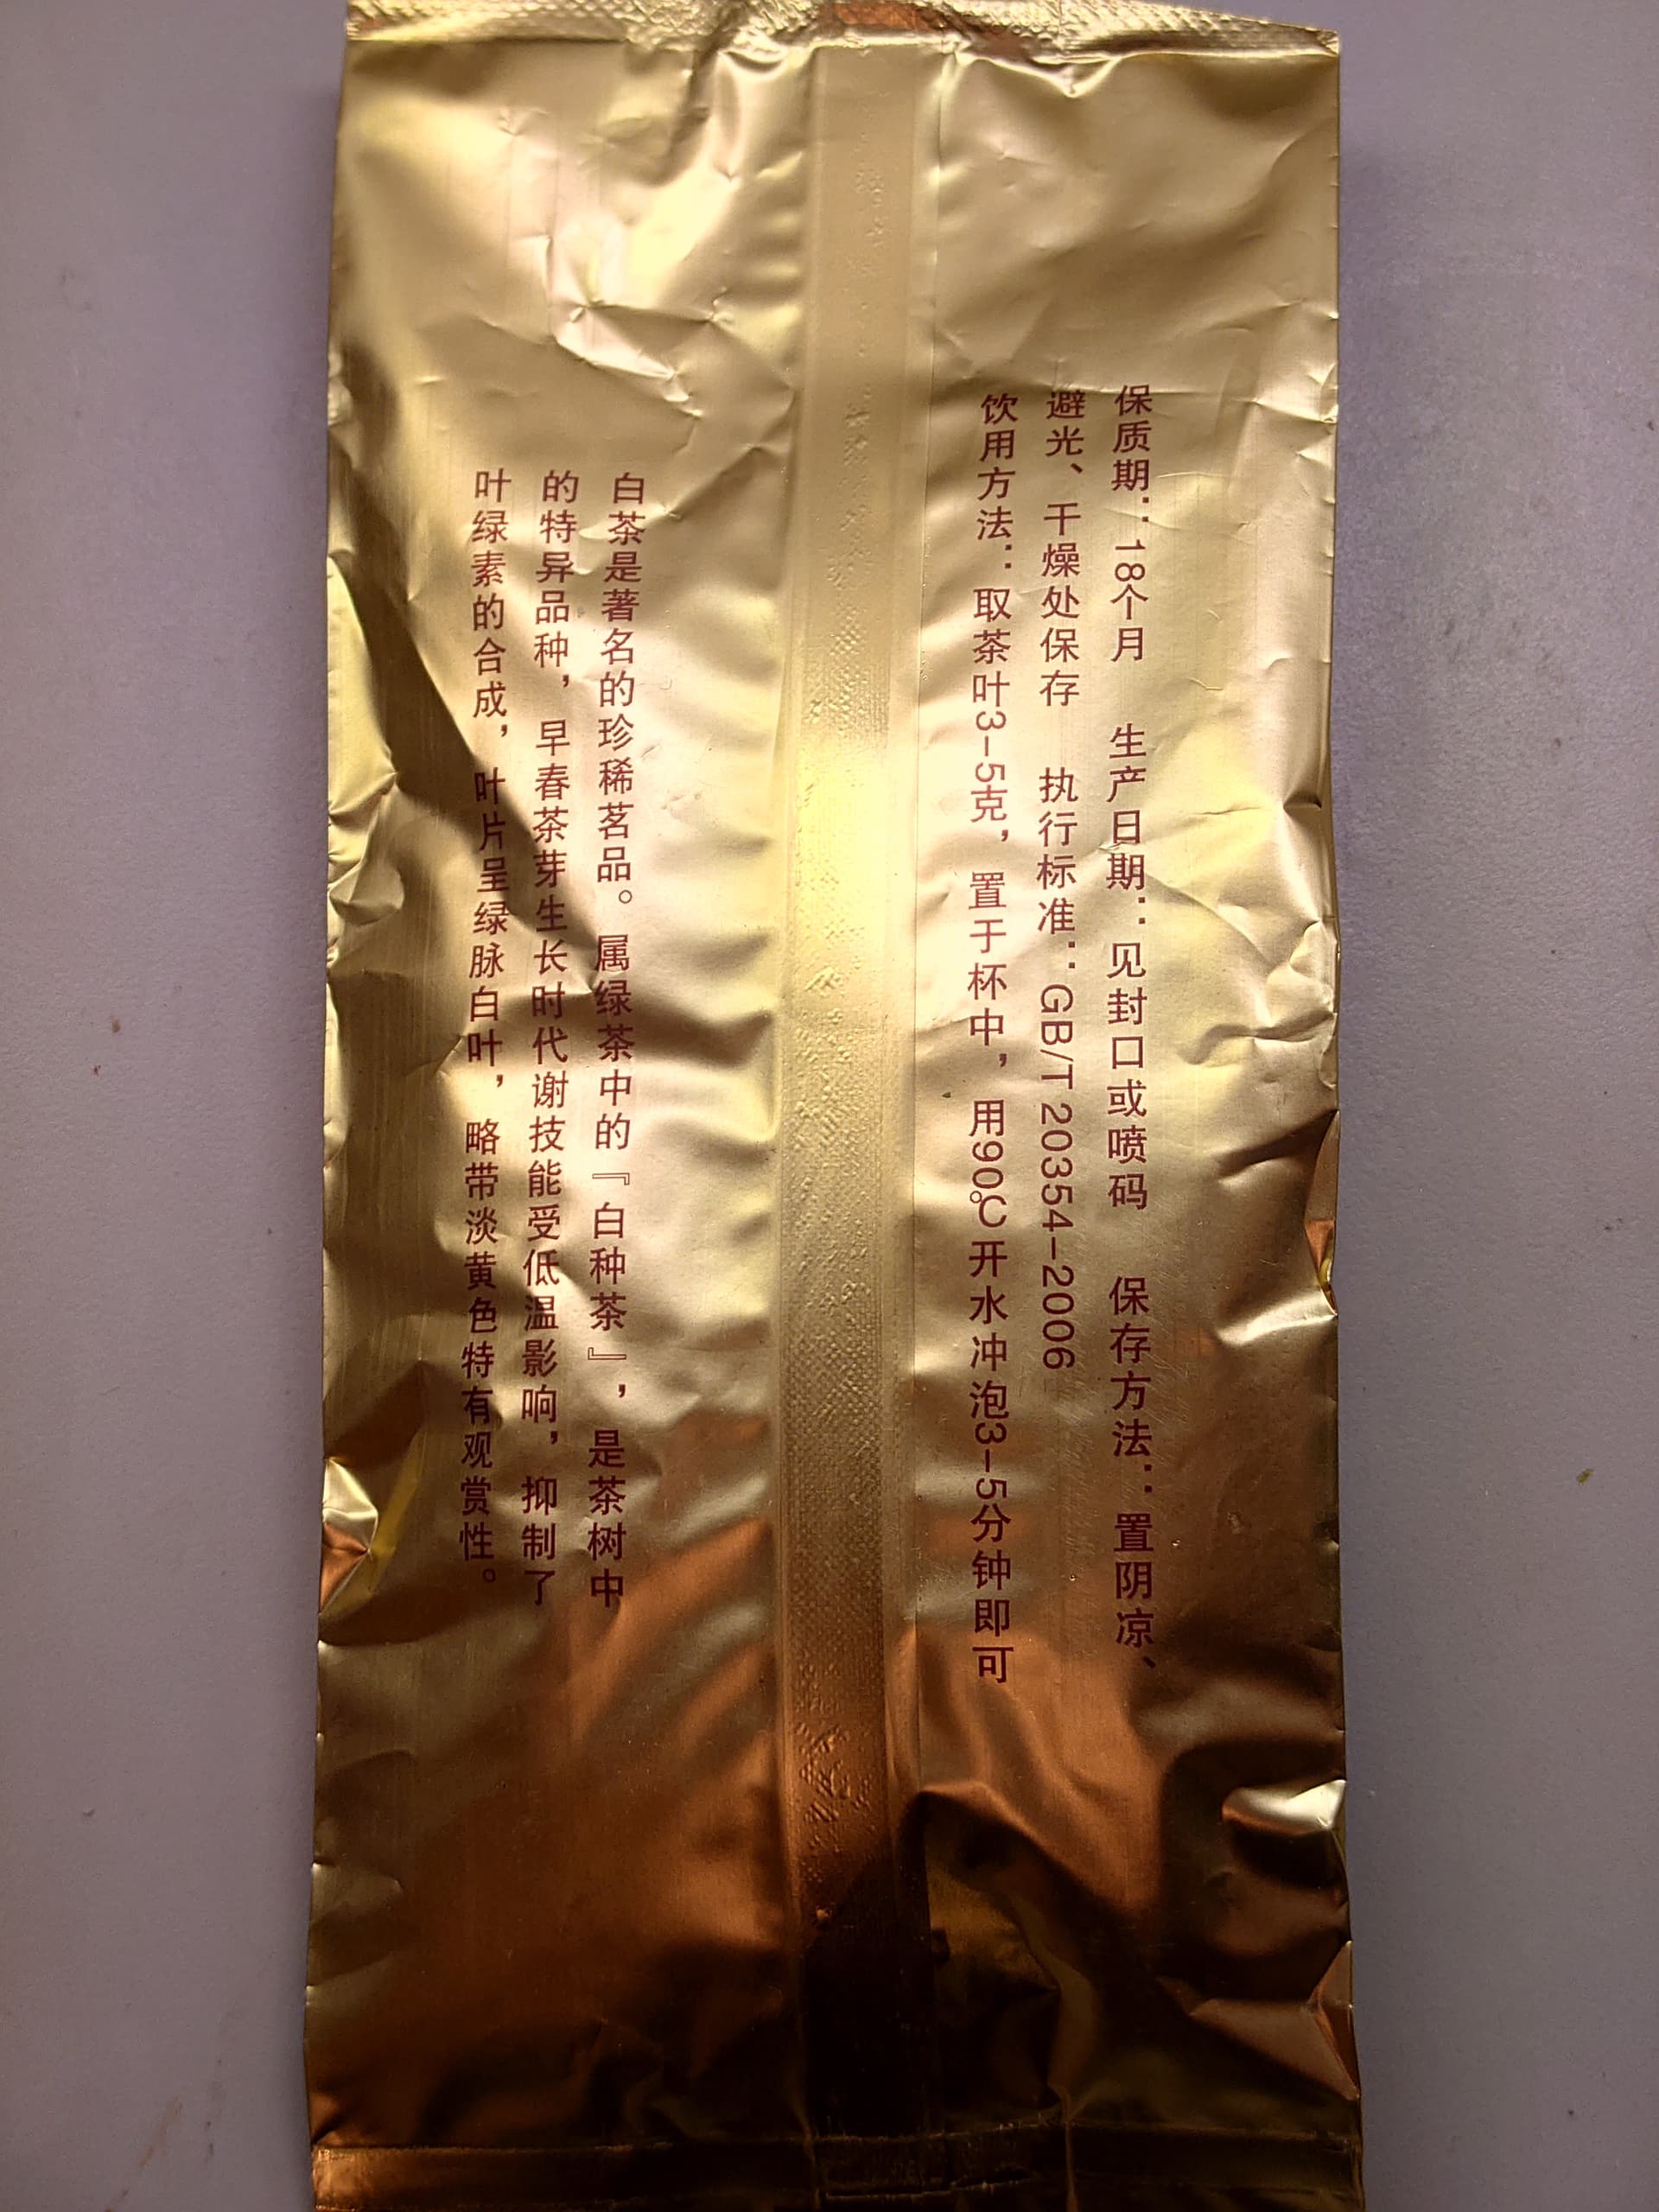 保质期：18个月 生产日期：见封口或喷码 保存方法：置阴凉、
避光、干燥处保存 执行标准：GB/T 20354-2006
饮用方法：取茶叶3-5克，置于杯中，用90℃开水冲泡3-5分钟即可
白茶是著名的珍稀茗品。属绿茶中的『白种茶』，是茶树中
的特异品种，早春茶芽生长时代谢技能受低温影响，抑制了
叶绿素的合成，叶片呈绿脉白叶，略带淡黄色特有观赏性。